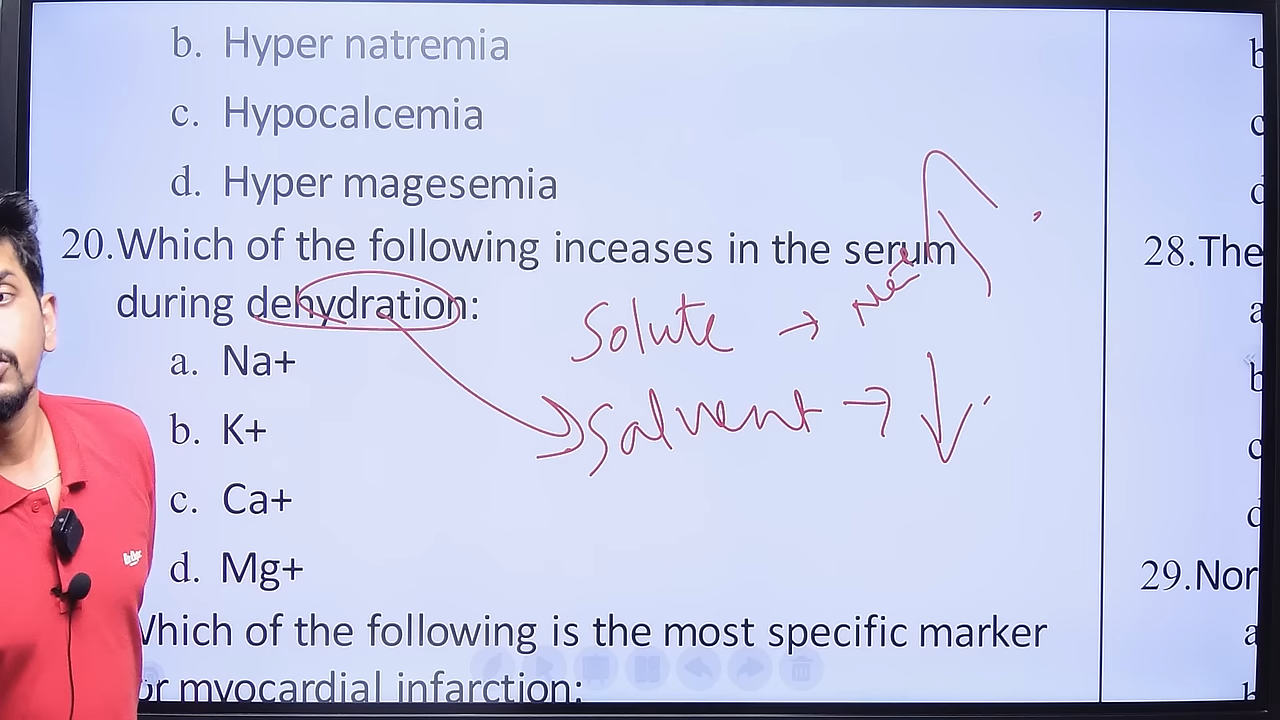 b. Hyper natremia
c. Hypocalcemia
d. Hyper magesemia
20.Which of the following inceases in the serum
during dehydration:
a. Na+
b. K+
c. Ca+
d. Mg+
Which of the following is the most specific marker
or myocardial infarction:
Solute →
Salvent → ↓
b
c
d
28.The
a
b
c
d
29.Nor
a
b